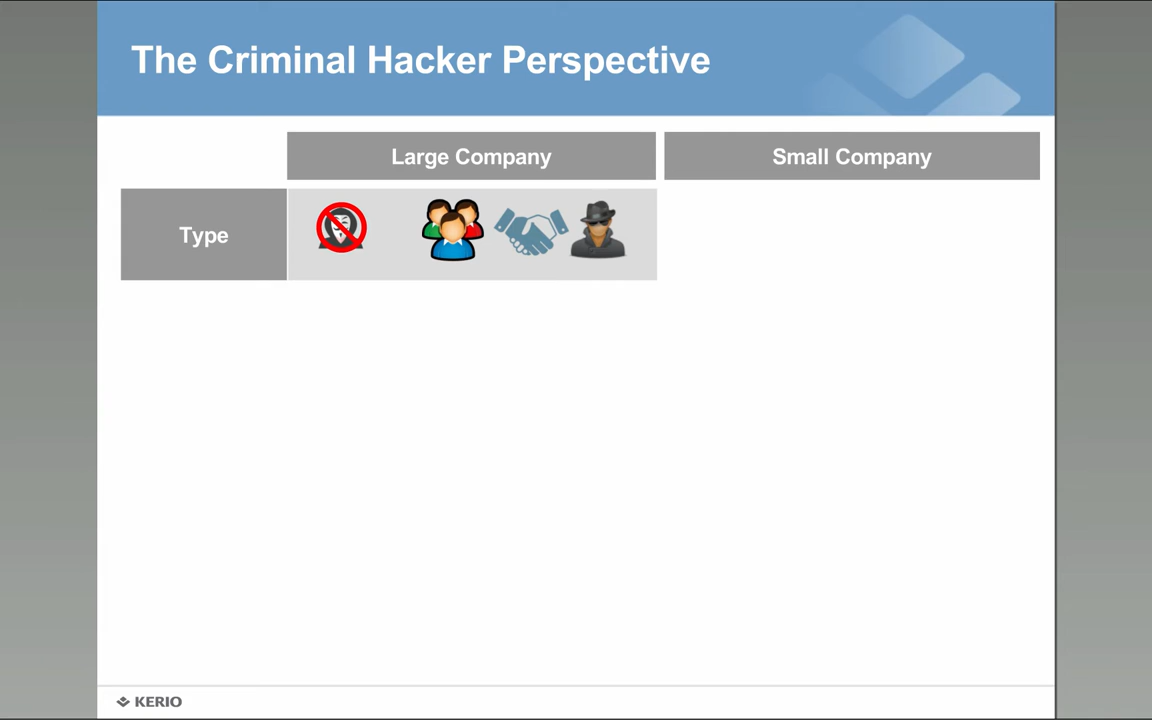 The Criminal Hacker Perspective
Large Company
Small Company
Type
KERIO